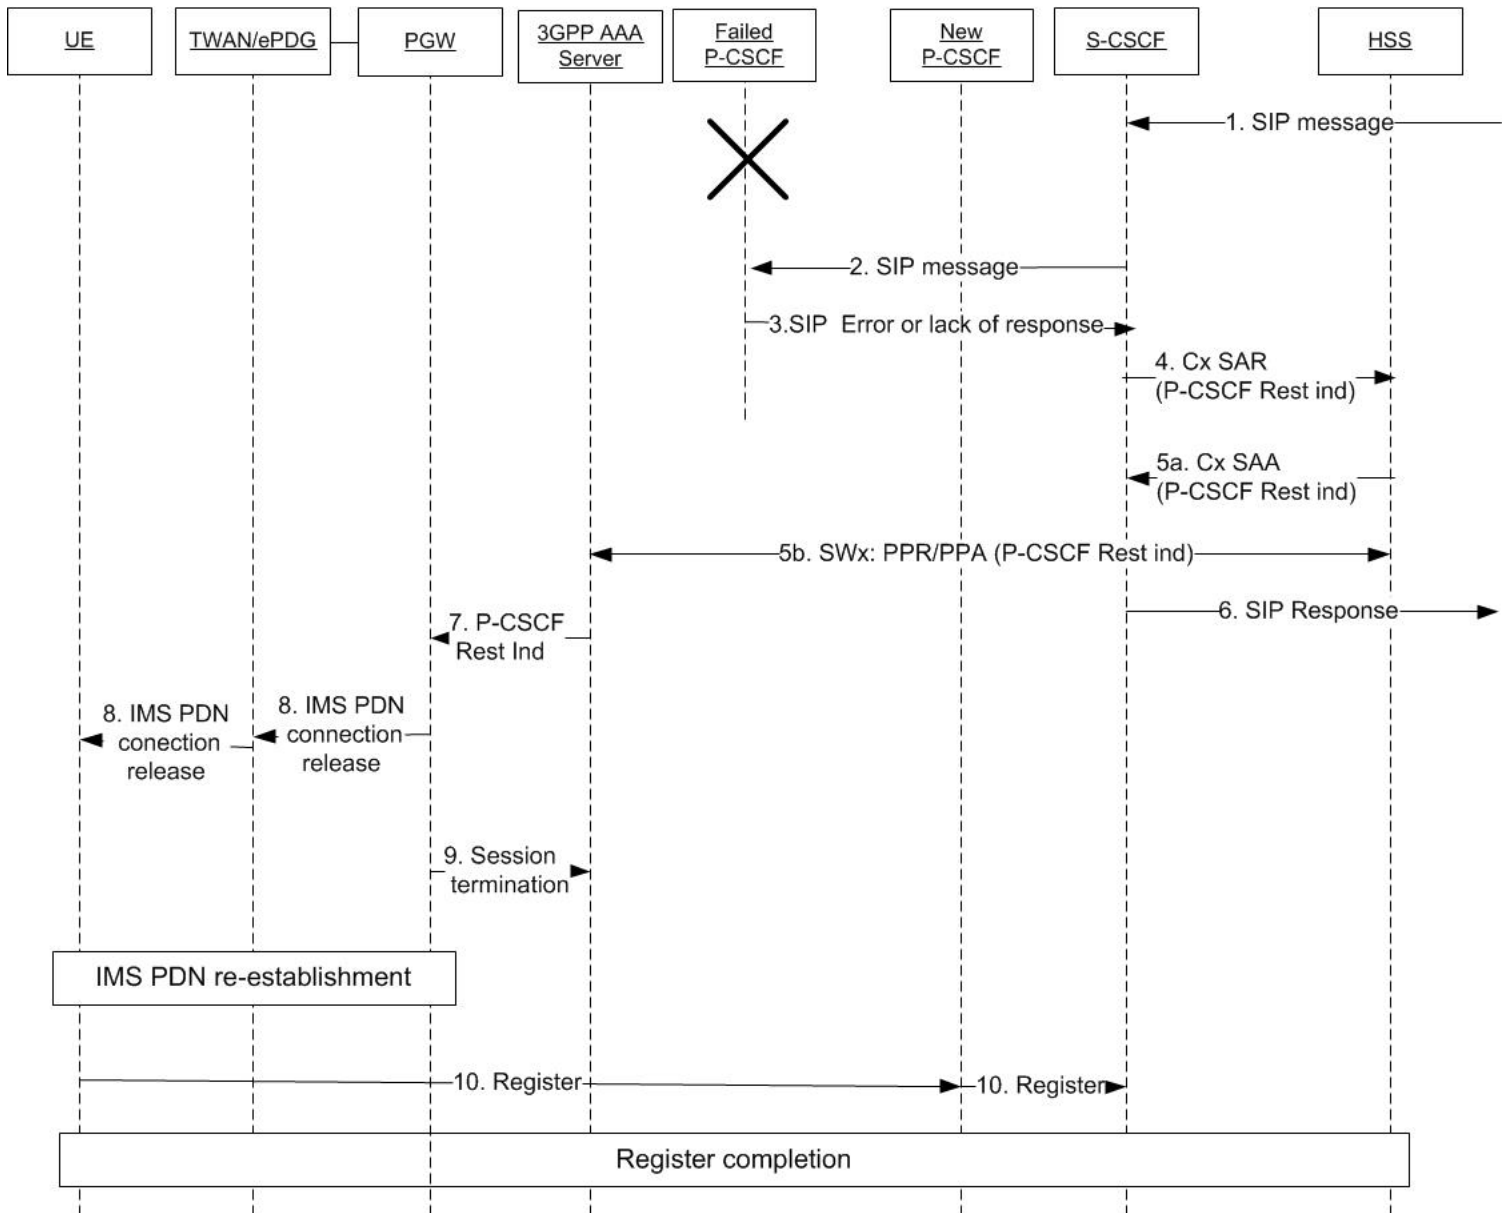 UE
TWAN/ePDG
PGW
3GPP AAA
Server
Failed
P-CSCF
New
P-CSCF
S-CSCF
HSS
1. SIP message
2. SIP message
3.SIP  Error or lack of response
4. Cx SAR
(P-CSCF Rest ind)
5a. Cx SAA
(P-CSCF Rest ind)
5b. SWx: PPR/PPA (P-CSCF Rest ind)
6. SIP Response
7. P-CSCF
Rest Ind
8. IMS PDN
conection
release
8. IMS PDN
connection
release
9. Session
termination
IMS PDN re-establishment
10. Register
10. Register
Register completion